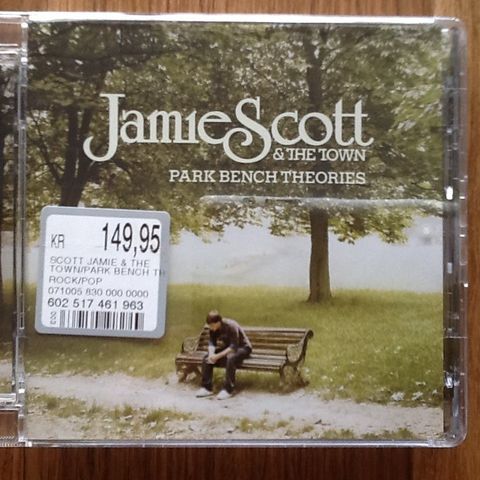 Jamie Scott
& THE TOWN
PARK BENCH THEORIES
KR 149,95
SCOTT JAMIE & THE
TOWN/PARK BENCH TH
ROCK/POP
071005 830 000 0000
602 517 461 963
003